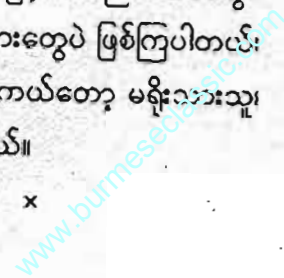 ားတွေပဲ ဖြစ်ကြပါတယ်။
ကယ်တော့ မရိုးသားသူ
ယ်။
x
www.burmeseclassic.com